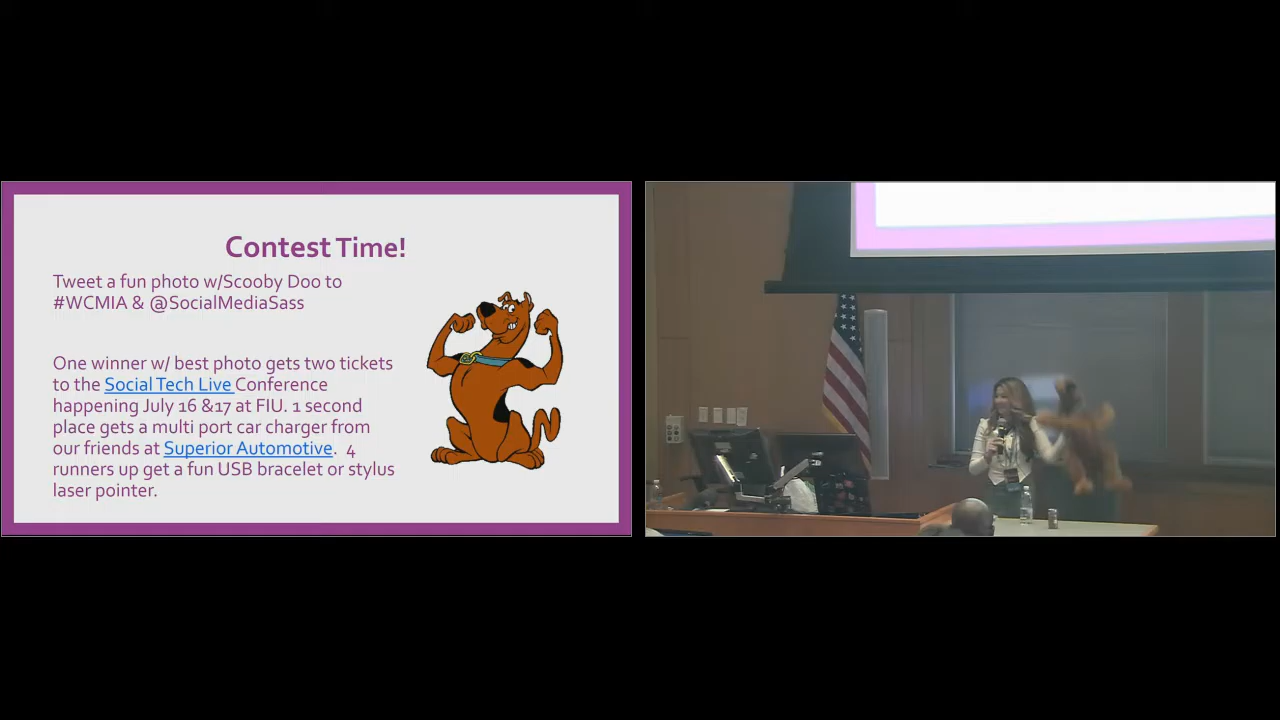 Contest Time!
Tweet a fun photo w/Scooby Doo to
#WCMIA & @SocialMediaSass
One winner w/ best photo gets two tickets
to the Social Tech Live Conference
happening July 16 &17 at FIU. 1 second
place gets a multi port car charger from
our friends at Superior Automotive. 4
runners up get a fun USB bracelet or stylus
laser pointer.